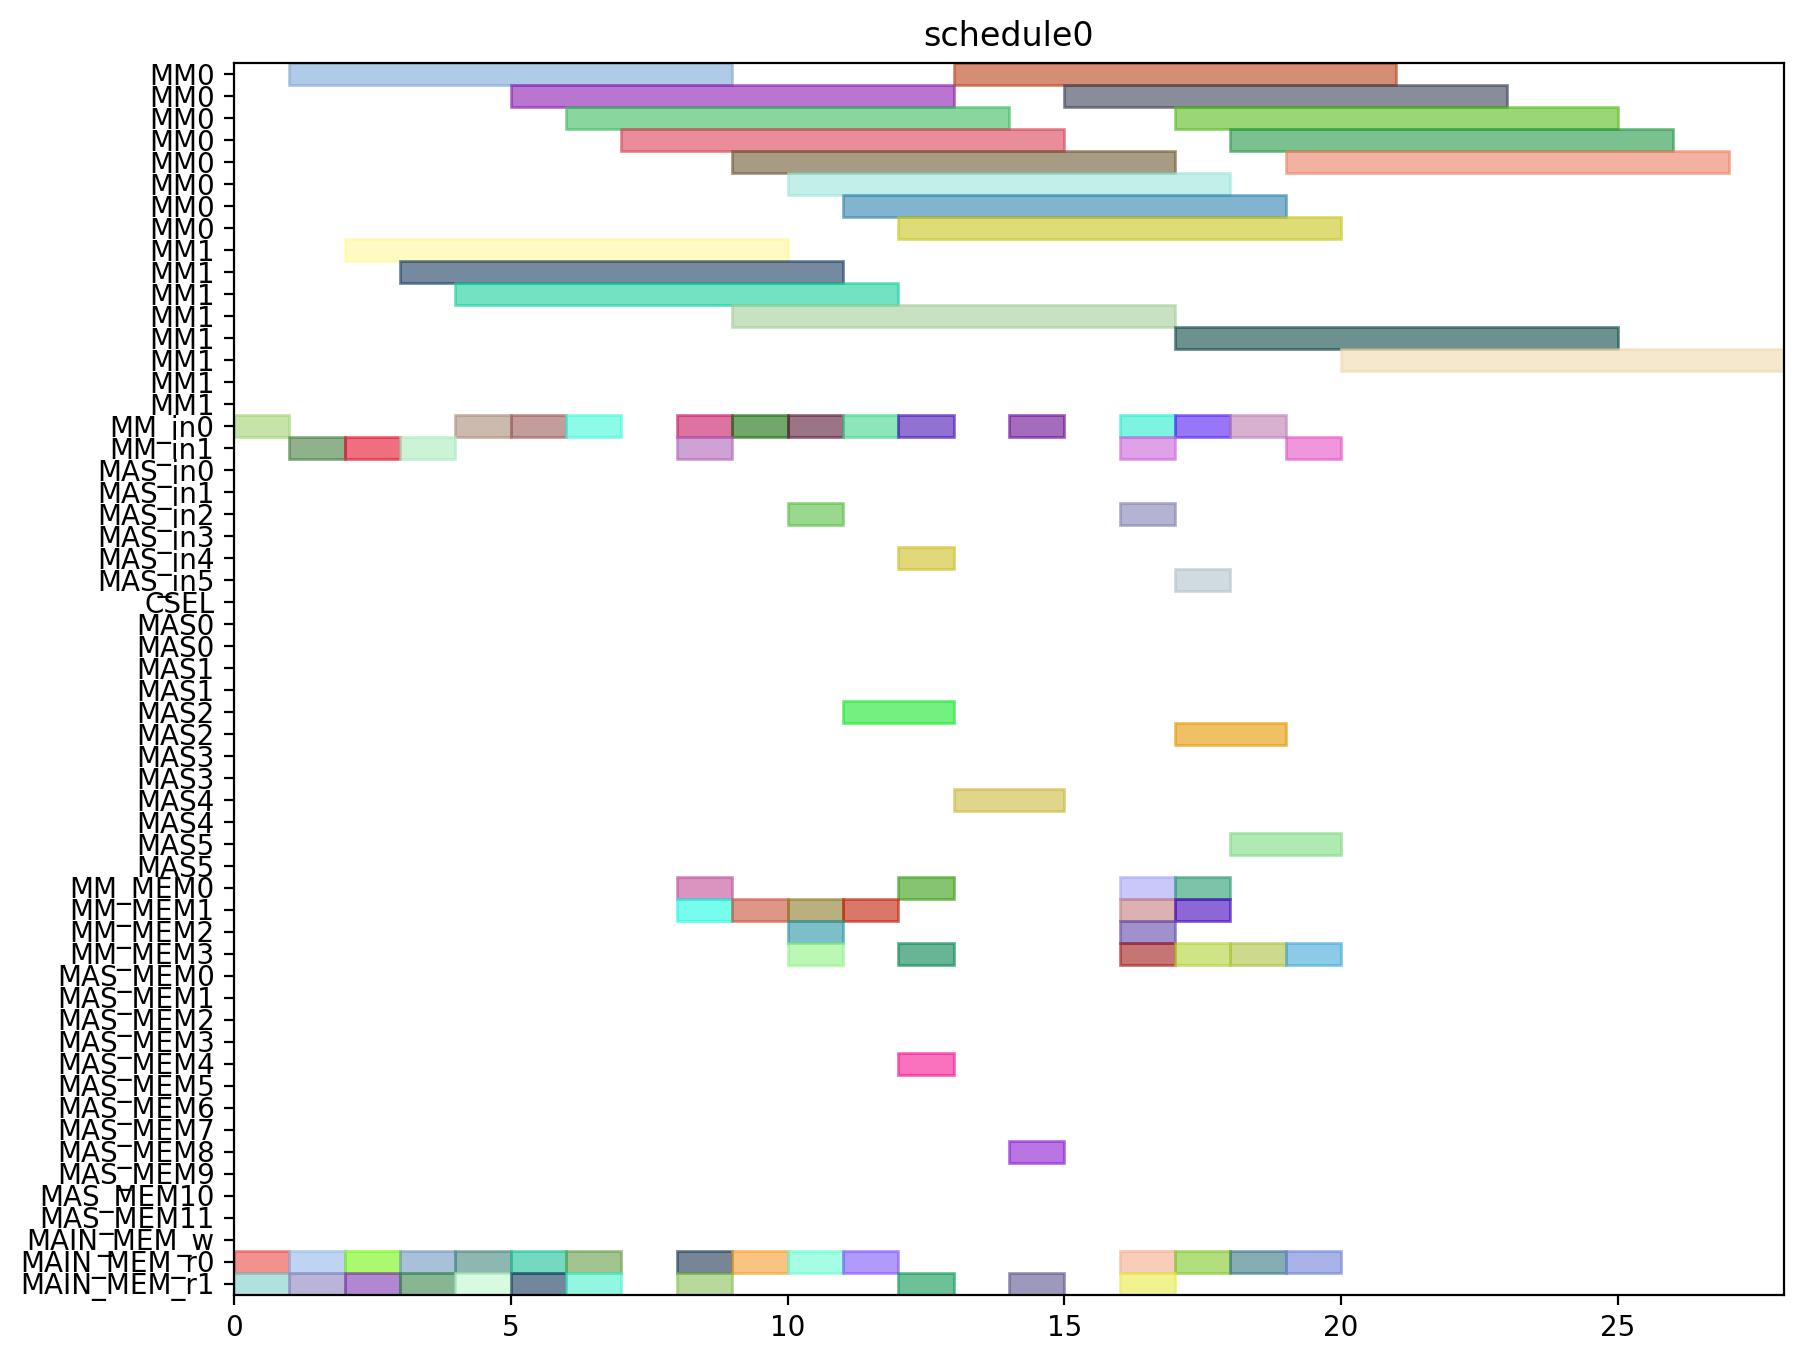 schedule0
MM0
MM0
MM0
MM0
MM0
MM0
MM0
MM0
MM1
MM1
MM1
MM1
MM1
MM1
MM1
MM1
MM_in0
MM_in1
MAS_in0
MAS_in1
MAS_in2
MAS_in3
MAS_in4
MAS_in5
CSEL
MAS0
MAS0
MAS1
MAS1
MAS2
MAS2
MAS3
MAS3
MAS4
MAS4
MAS5
MAS5
MM_MEM0
MM_MEM1
MM_MEM2
MM_MEM3
MAS_MEM0
MAS_MEM1
MAS_MEM2
MAS_MEM3
MAS_MEM4
MAS_MEM5
MAS_MEM6
MAS_MEM7
MAS_MEM8
MAS_MEM9
MAS_MEM10
MAS_MEM11
MAIN_MEM_w
MAIN_MEM_r0
MAIN_MEM_r1
0 5 10 15 20 25